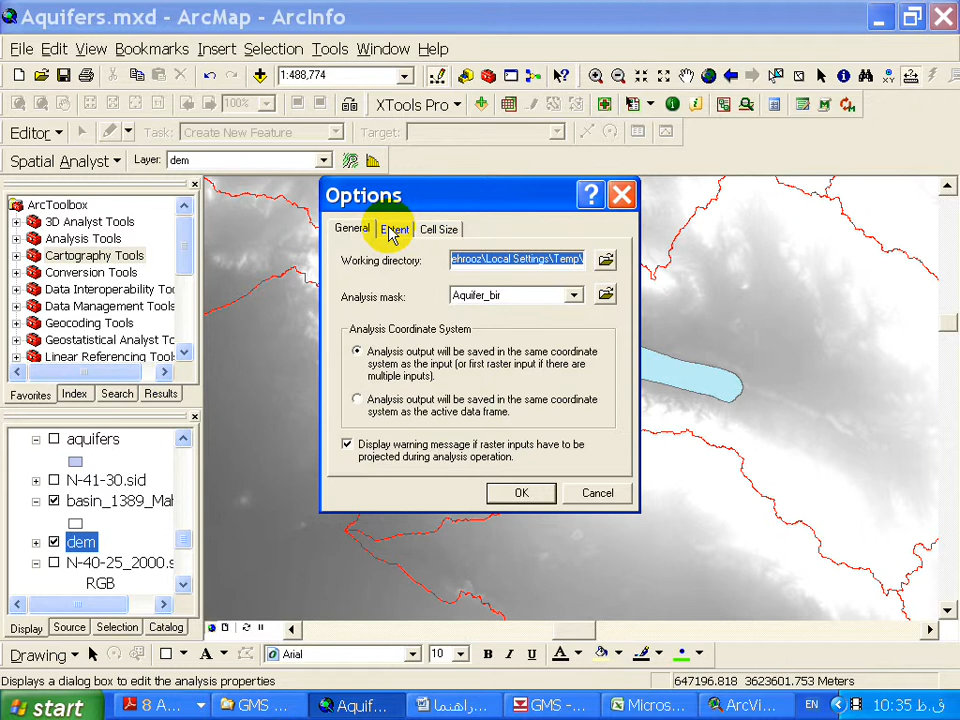 Aquifers.mxd - ArcMap - ArcInfo
File Edit View Bookmarks Insert Selection Tools Window Help
1:488,774
100% XTools Pro
Editor Task: Create New Feature Target:
Spatial Analyst Layer: dem
ArcToolbox
3D Analyst Tools
Analysis Tools
Cartography Tools
Conversion Tools
Data Interoperability Tool
Data Management Tools
Geocoding Tools
Geostatistical Analyst Tools
Linear Referencing Tools
Favorites Index Search Results
aquifers
N-41-30.sid
basin_1389_Mah
dem
N-40-25_2000.s
RGB
Display Source Selection Catalog
Options
General Extent Cell Size
Working directory: ehrooz\Local Settings\Temp\
Analysis mask: Aquifer_bir
Analysis Coordinate System
Analysis output will be saved in the same coordinate
system as the input (or first raster input if there are
multiple inputs).
Analysis output will be saved in the same coordinate
system as the active data frame.
Display warning message if raster inputs have to be
projected during analysis operation.
OK Cancel
Drawing A Arial 10 B I U A
Displays a dialog box to edit the analysis properties 647196.818 3623601.753 Meters
start 8 A... GMS ... Aquif... راهنما... GMS - ... Micros... ArcVi... EN 10:35 ق.ظ